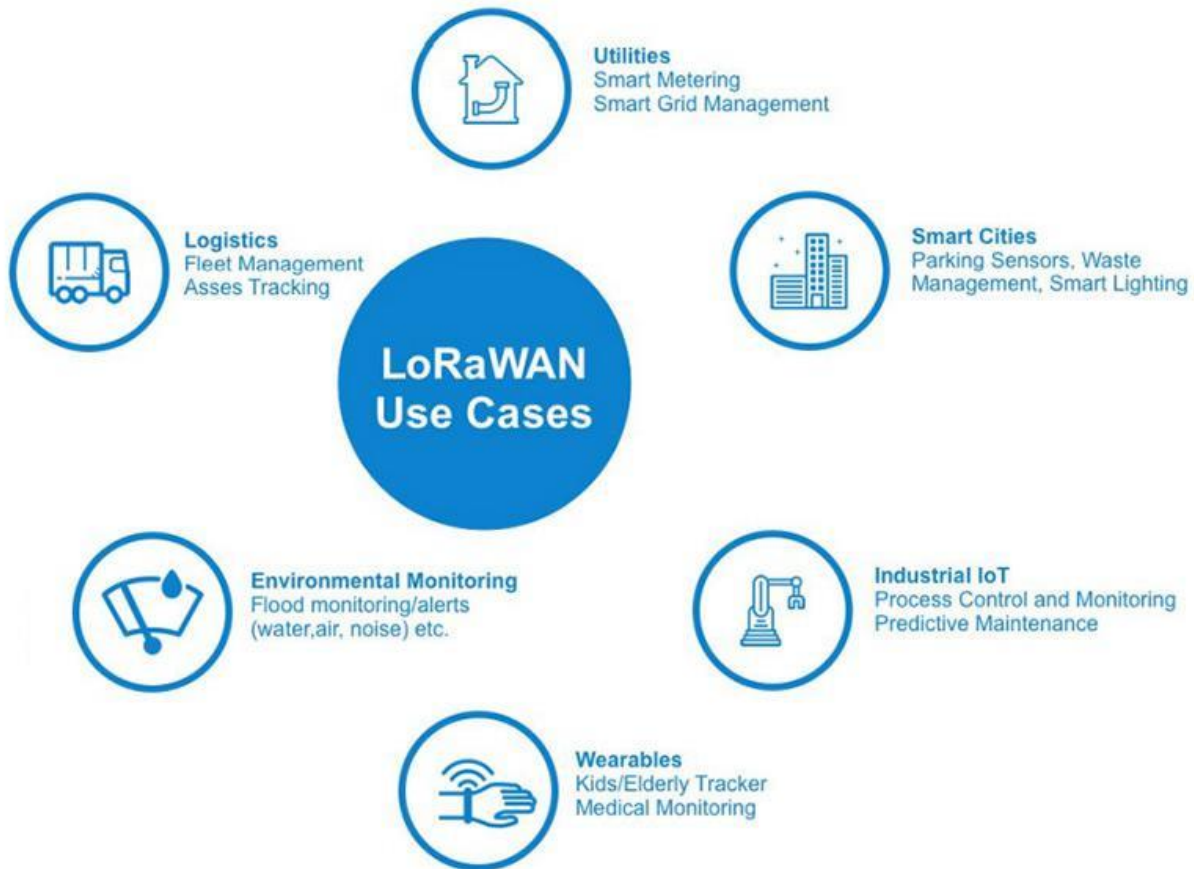 Utilities
Smart Metering
Smart Grid Management
Logistics
Fleet Management
Asses Tracking
Smart Cities
Parking Sensors, Waste
Management, Smart Lighting
LoRaWAN
Use Cases
Environmental Monitoring
Flood monitoring/alerts
(water,air, noise) etc.
Industrial IoT
Process Control and Monitoring
Predictive Maintenance
Wearables
Kids/Elderly Tracker
Medical Monitoring